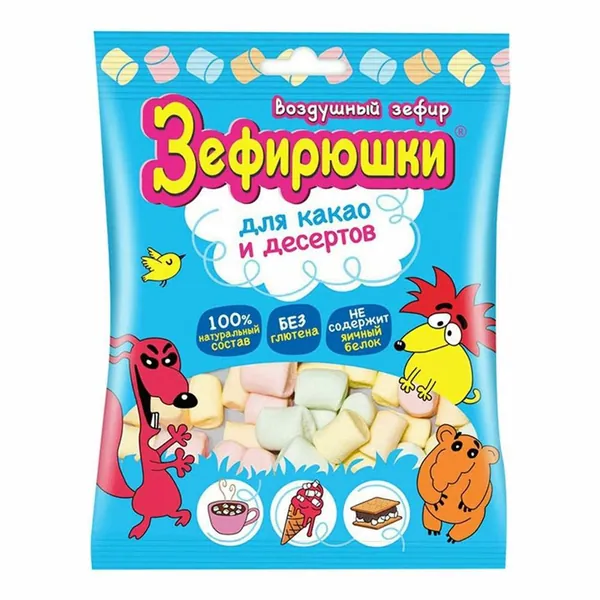 воздушный зефир
Зефирюшки®
для какао
и десертов
100%
натуральный
состав
БЕЗ
глютена
НЕ
содержит
яичный
белок